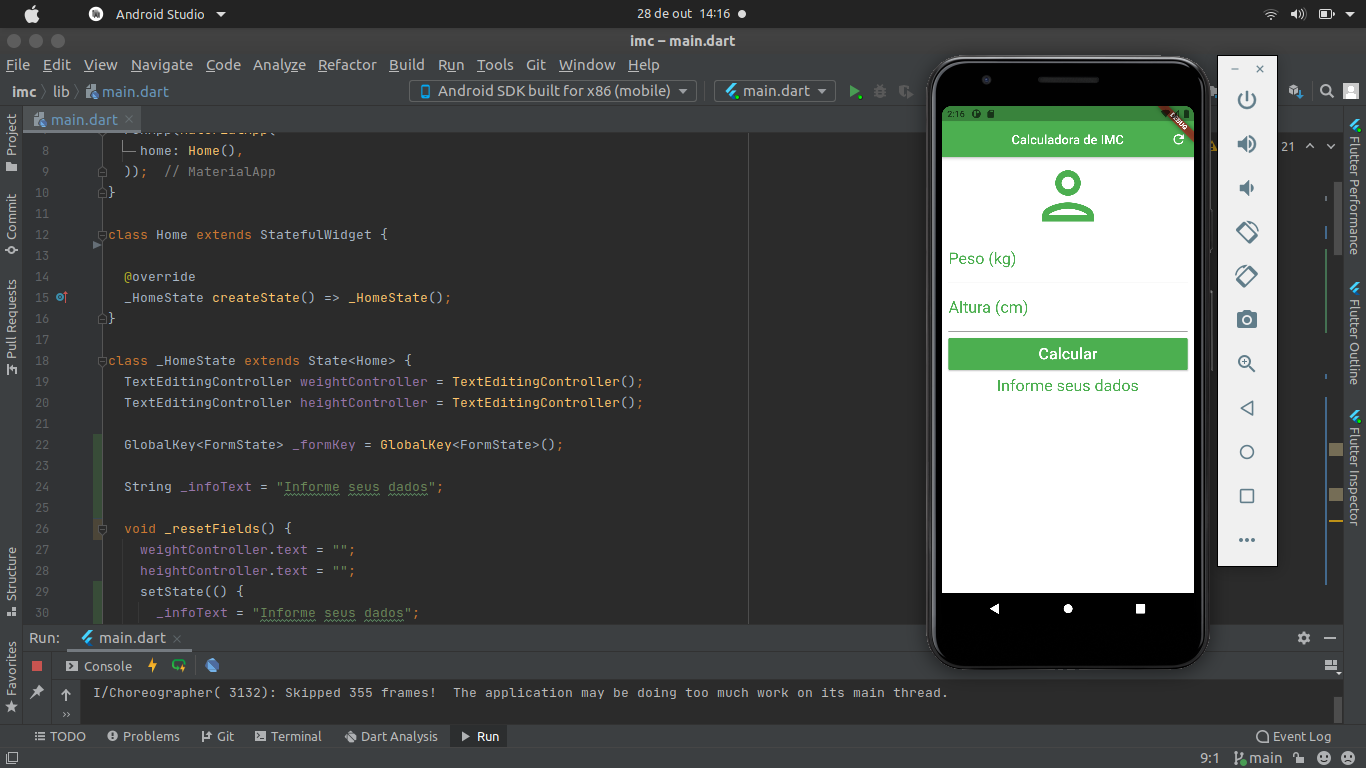 Android Studio
28 de out 14:16
imc – main.dart
File Edit View Navigate Code Analyze Refactor Build Run Tools Git Window Help
imc lib main.dart
Android SDK built for x86 (mobile)
main.dart
main.dart
21
Project
Commit
Pull Requests
Structure
Favorites
8 home: Home(),
9 )); // MaterialApp
10 }
11
12 class Home extends StatefulWidget {
13
14 @override
15 _HomeState createState() => _HomeState();
16 }
17
18 class _HomeState extends State<Home> {
19 TextEditingController weightController = TextEditingController();
20 TextEditingController heightController = TextEditingController();
21
22 GlobalKey<FormState> _formKey = GlobalKey<FormState>();
23
24 String _infoText = "Informe seus dados";
25
26 void _resetFields() {
27 weightController.text = "";
28 heightController.text = "";
29 setState(() {
30 _infoText = "Informe seus dados";
2:16
DEBUG
Calculadora de IMC
Peso (kg)
Altura (cm)
Calcular
Informe seus dados
Flutter Performance
Flutter Outline
Flutter Inspector
Run: main.dart
Console
I/Choreographer( 3132): Skipped 355 frames!  The application may be doing too much work on its main thread.
TODO Problems Git Terminal Dart Analysis Run Event Log
9:1 main